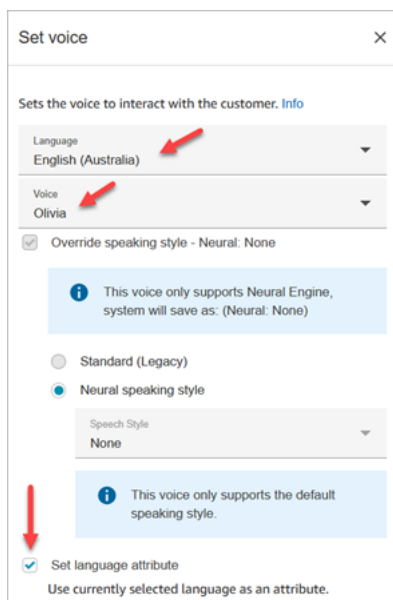 Set voice
Sets the voice to interact with the customer. Info
Language
English (Australia)
Voice
Olivia
Override speaking style - Neural: None
This voice only supports Neural Engine,
system will save as: (Neural: None)
Standard (Legacy)
Neural speaking style
Speech Style
None
This voice only supports the default
speaking style.
Set language attribute
Use currently selected language as an attribute.